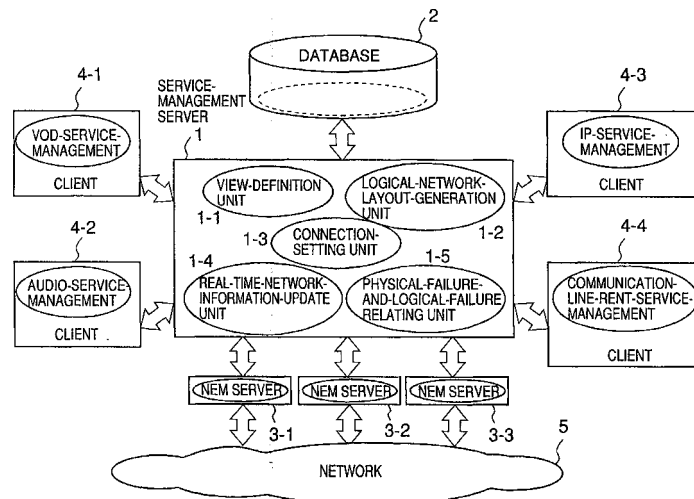 2
DATABASE
4-1
SERVICE-
MANAGEMENT
SERVER
1
4-3
VOD-SERVICE-
MANAGEMENT
CLIENT
IP-SERVICE-
MANAGEMENT
CLIENT
VIEW-DEFINITION
UNIT
1-1
LOGICAL-NETWORK-
LAYOUT-GENERATION
UNIT
1-2
4-2
1-3
CONNECTION-
SETTING UNIT
4-4
1-4
1-5
AUDIO-SERVICE-
MANAGEMENT
CLIENT
REAL-TIME-NETWORK-
INFORMATION-UPDATE
UNIT
PHYSICAL-FAILURE-
AND-LOGICAL-FAILURE
RELATING UNIT
COMMUNICATION-
LINE-RENT-SERVICE-
MANAGEMENT
CLIENT
NEM SERVER
NEM SERVER
NEM SERVER
3-1
3-2
3-3
5
NETWORK